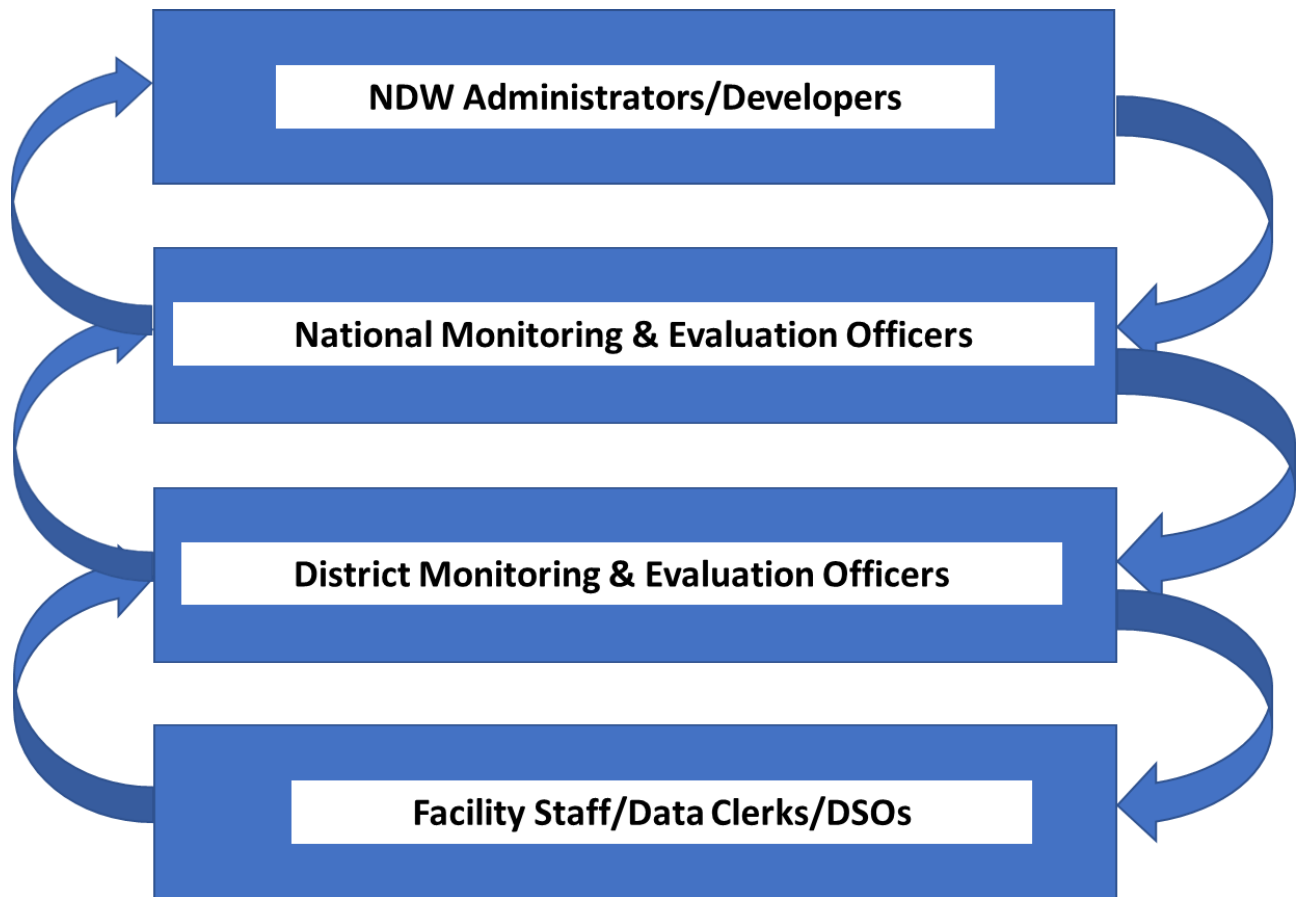 NDW Administrators/Developers
National Monitoring & Evaluation Officers
District Monitoring & Evaluation Officers
Facility Staff/Data Clerks/DSOs